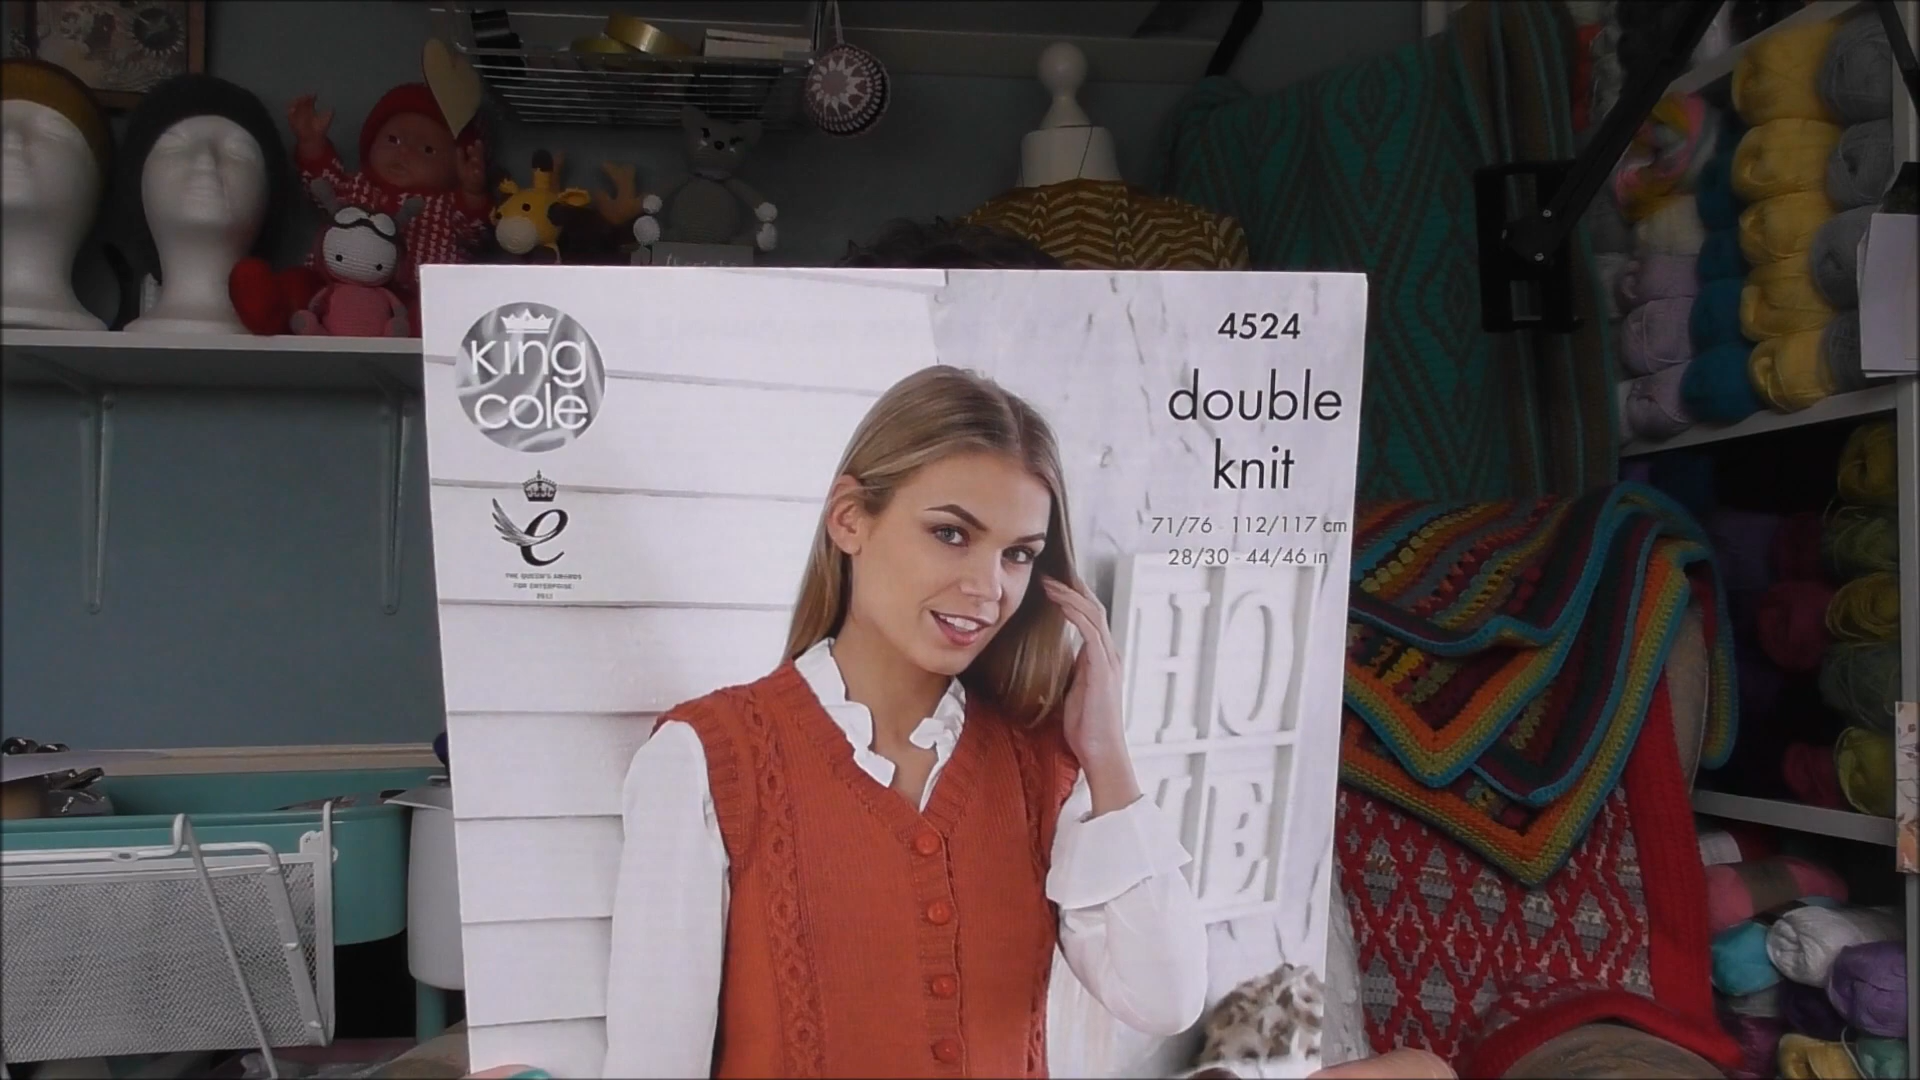 king
cole
THE QUEEN'S AWARDS
FOR ENTERPRISE
4524
double
knit
71/76 - 112/117 cm
28/30 - 44/46 in
HO
ME